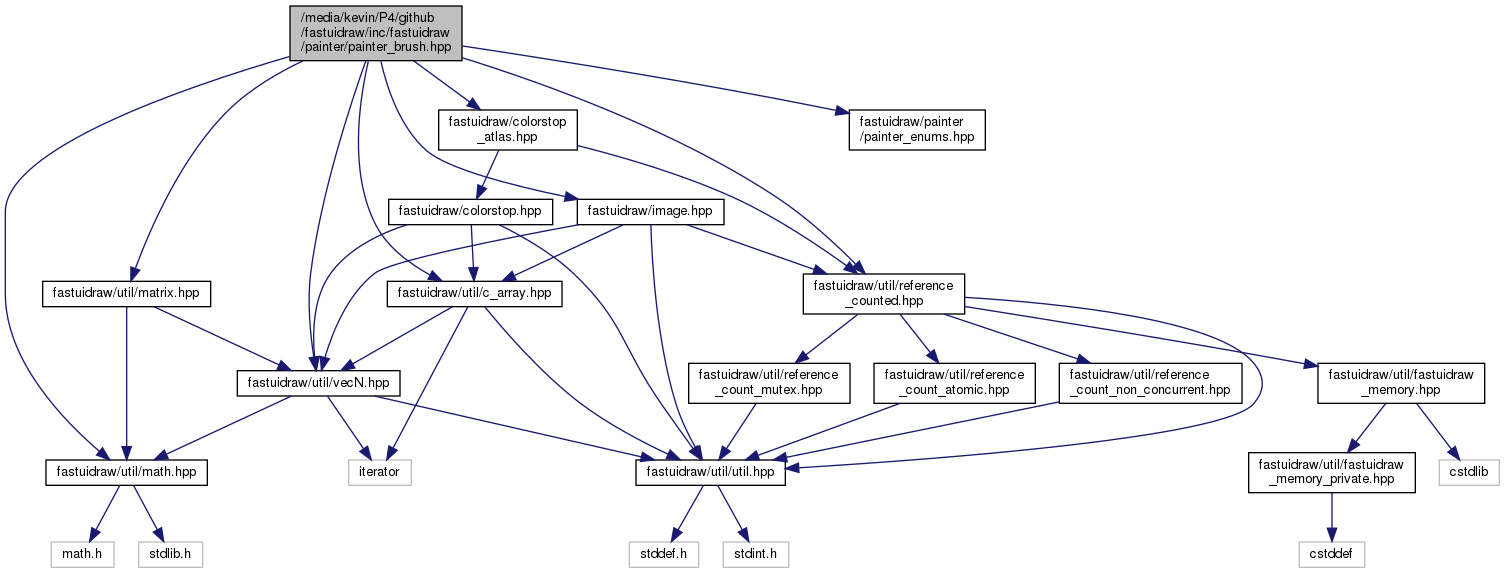 /media/kevin/P4/github
/fastuidraw/inc/fastuidraw
/painter/painter_brush.hpp
fastuidraw/colorstop
_atlas.hpp
fastuidraw/painter
/painter_enums.hpp
fastuidraw/colorstop.hpp
fastuidraw/image.hpp
fastuidraw/util/matrix.hpp
fastuidraw/util/c_array.hpp
fastuidraw/util/reference
_counted.hpp
fastuidraw/util/vecN.hpp
fastuidraw/util/reference
_count_mutex.hpp
fastuidraw/util/reference
_count_atomic.hpp
fastuidraw/util/reference
_count_non_concurrent.hpp
fastuidraw/util/fastuidraw
_memory.hpp
fastuidraw/util/math.hpp
iterator
fastuidraw/util/util.hpp
fastuidraw/util/fastuidraw
_memory_private.hpp
cstdlib
math.h
stdlib.h
stddef.h
stdint.h
cstddef